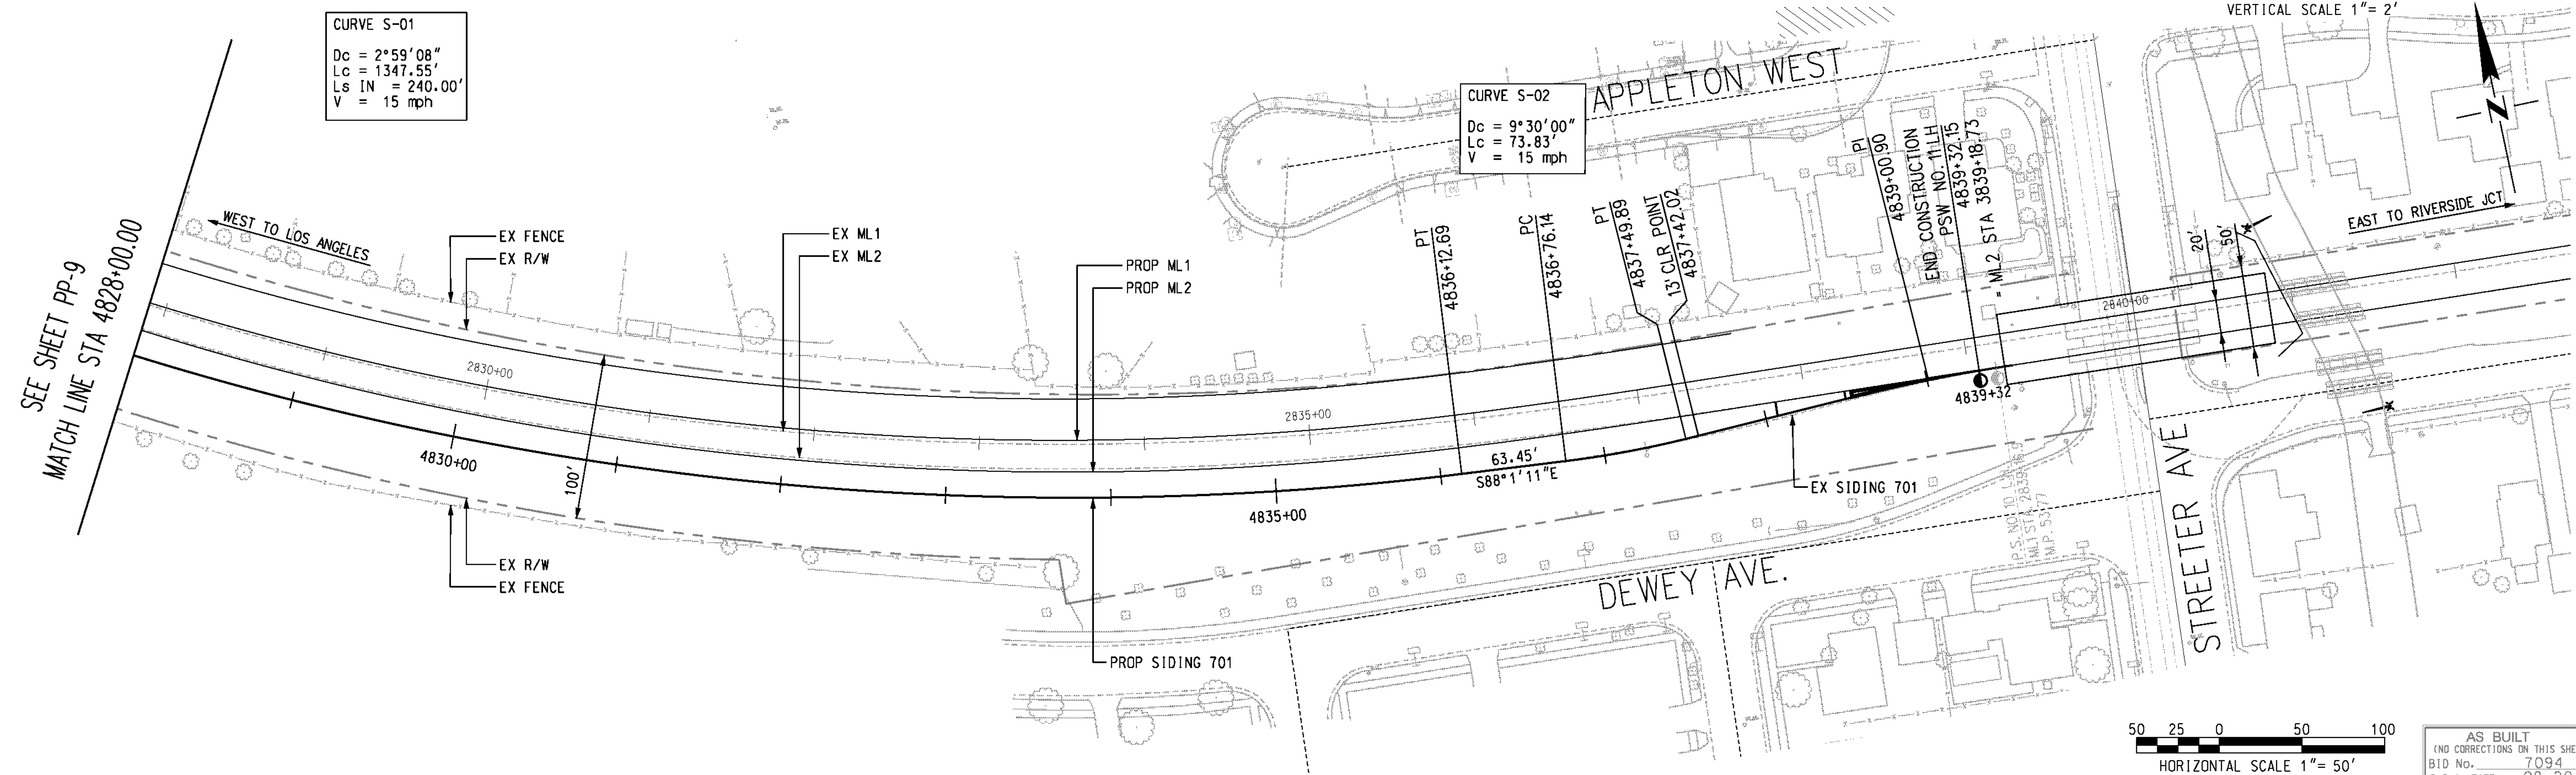 CURVE S-01
Dc = 2°59'08"
Lc = 1347.55'
Ls IN = 240.00'
V = 15 mph
VERTICAL SCALE 1"= 2'
CURVE S-02
Dc = 9°30'00"
Lc = 73.83'
V = 15 mph
APPLETON WEST
N
SEE SHEET PP-9
MATCH LINE STA 4828+00.00
WEST TO LOS ANGELES
EX FENCE
EX R/W
EX ML1
EX ML2
PROP ML1
PROP ML2
PT
4836+12.69
PC
4836+76.14
PT
4837+49.89
13' CLR POINT
4837+42.02
PI
4839+00.90
END CONSTRUCTION
PSW NO. 11 LH
4839+32.15
= ML2 STA 3839+18.73
20'
50'
EAST TO RIVERSIDE JCT
2830+00
2835+00
2840+00
4830+00
100'
4835+00
63.45'
S88°1'11"E
4839+32
EX SIDING 701
EX R/W
EX FENCE
PROP SIDING 701
DEWEY AVE.
STREETER AVE
50 25 0 50 100
HORIZONTAL SCALE 1"= 50'
AS BUILT
(NO CORRECTIONS ON THIS SHE
BID No. 7094